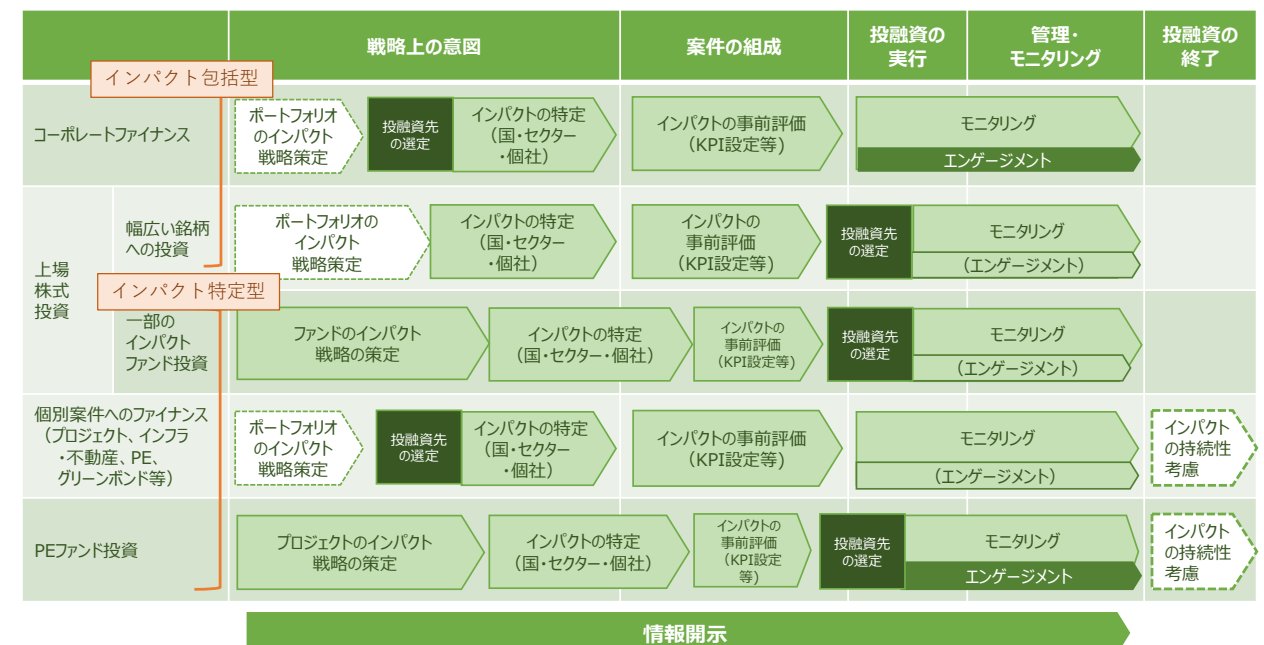 戦略上の意図
案件の組成
投融資の
実行
管理・
モニタリング
投融資の
終了
インパクト包括型
コーポレートファイナンス
ポートフォリオ
のインパクト
戦略策定
投融資先
の選定
インパクトの特定
（国・セクター
・個社）
インパクトの事前評価
（KPI設定等）
モニタリング
エンゲージメント
上場
株式
投資
幅広い銘柄
への投資
ポートフォリオの
インパクト
戦略策定
インパクトの特定
（国・セクター
・個社）
インパクトの
事前評価
（KPI設定等）
投融資先
の選定
モニタリング
（エンゲージメント）
インパクト特定型
一部の
インパクト
ファンド投資
ファンドのインパクト
戦略の策定
インパクトの特定
（国・セクター・個社）
インパクトの
事前評価
（KPI設定等）
投融資先
の選定
モニタリング
（エンゲージメント）
個別案件へのファイナンス
（プロジェクト、インフラ
・不動産、PE、
グリーンボンド等）
ポートフォリオ
のインパクト
戦略策定
投融資先
の選定
インパクトの特定
（国・セクター
・個社）
インパクトの事前評価
（KPI設定等）
モニタリング
（エンゲージメント）
インパクト
の持続性
考慮
PEファンド投資
プロジェクトのインパクト
戦略の策定
インパクトの特定
（国・セクター・個社）
インパクトの
事前評価
（KPI設定
等）
投融資先
の選定
モニタリング
エンゲージメント
インパクト
の持続性
考慮
情報開示